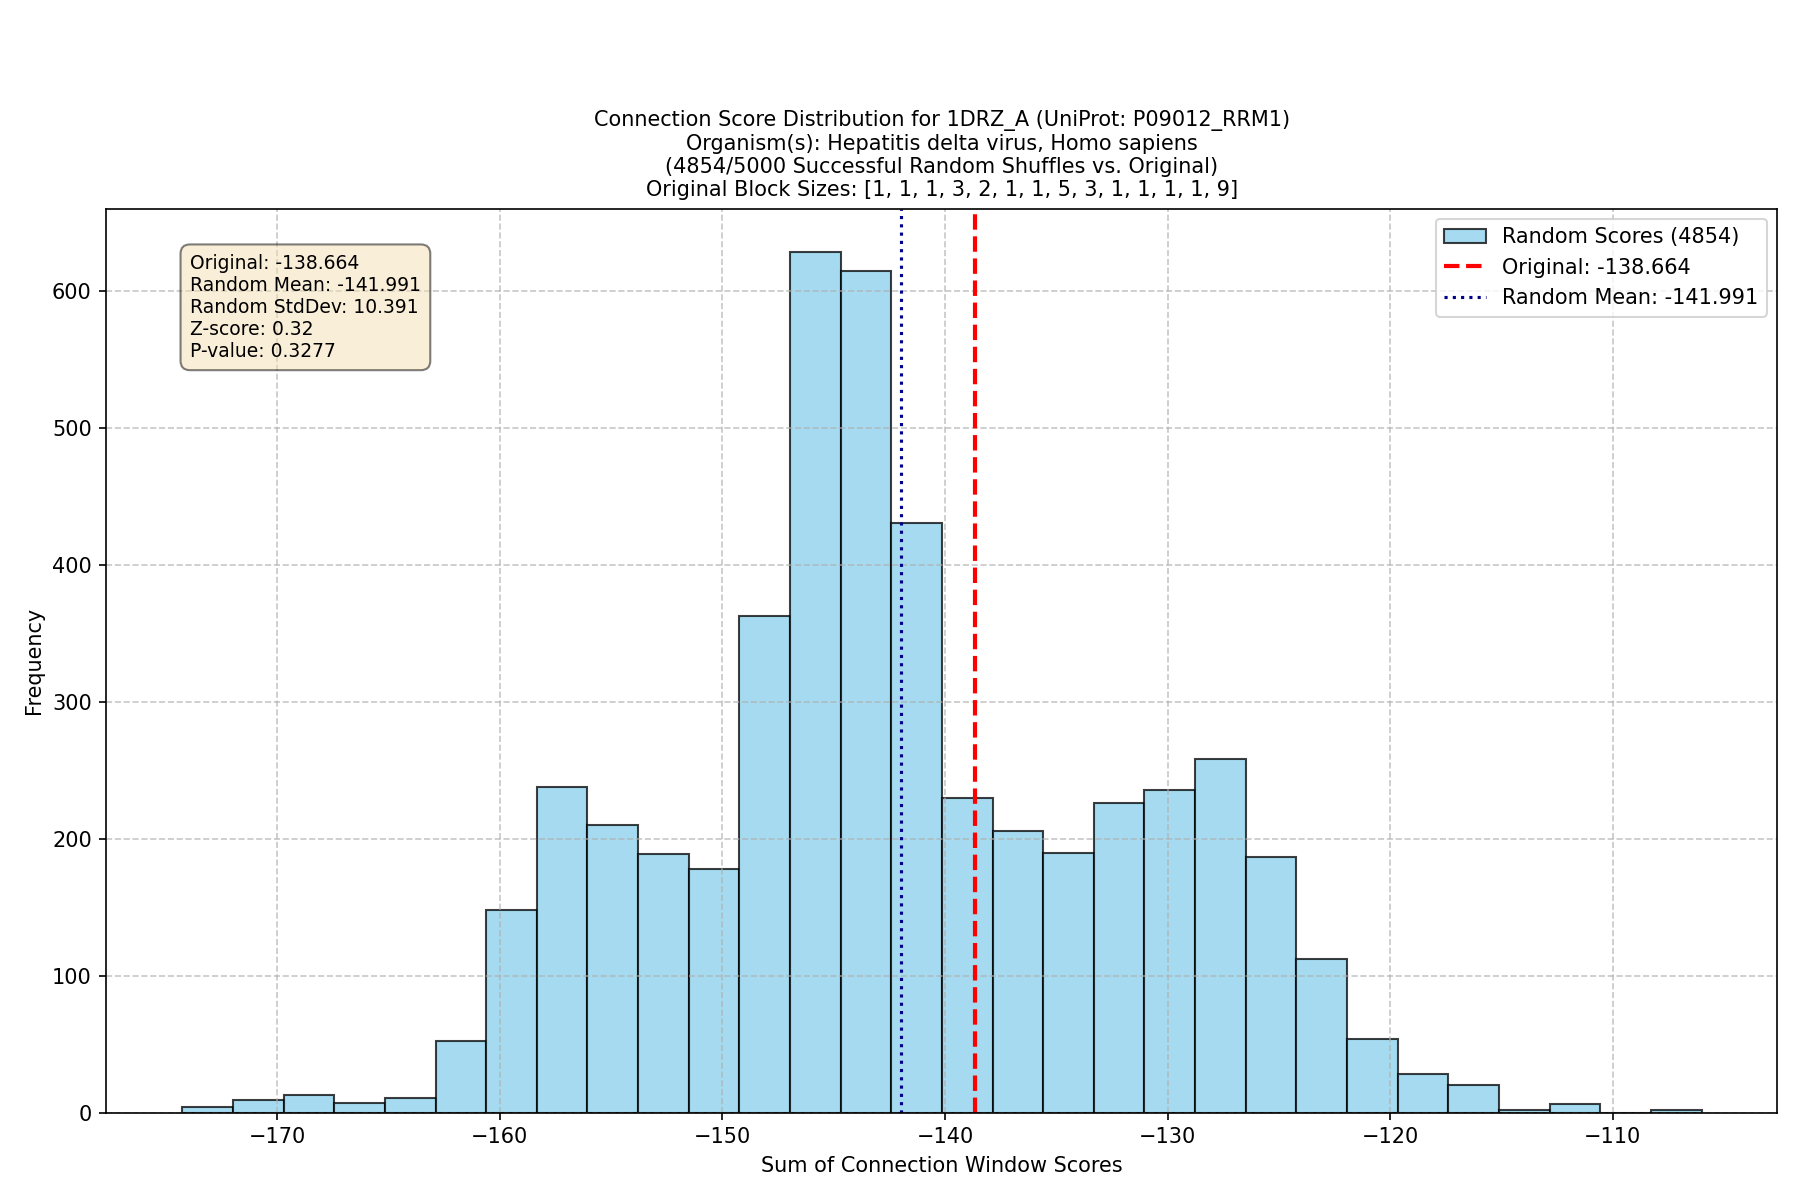 Connection Score Distribution for 1DRZ_A (UniProt: P09012_RRM1)
Organism(s): Hepatitis delta virus, Homo sapiens
(4854/5000 Successful Random Shuffles vs. Original)
Original Block Sizes: [1, 1, 1, 3, 2, 1, 1, 5, 3, 1, 1, 1, 1, 9]
Original: -138.664
Random Mean: -141.991
Random StdDev: 10.391
Z-score: 0.32
P-value: 0.3277
Random Scores (4854)
Original: -138.664
Random Mean: -141.991
Frequency
600
500
400
300
200
100
0
−170
−160
−150
−140
−130
−120
−110
Sum of Connection Window Scores